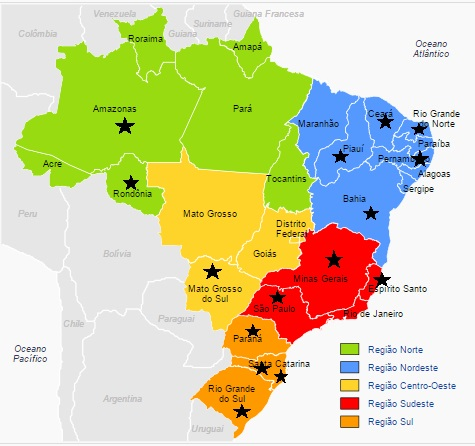 Venezuela
Guiana Francesa
Suriname
Guiana
Colômbia
Roraima
Amapá
Oceano
Atlântico
Amazonas
Pará
Maranhão
Ceará
Rio Grande
do Norte
Piauí
Paraíba
Pernambuco
Alagoas
Sergipe
Acre
Rondônia
Tocantins
Bahia
Peru
Mato Grosso
Distrito
Federal
Goiás
Bolívia
Mato Grosso
do Sul
Minas Gerais
Espírito Santo
São Paulo
Rio de Janeiro
Paraguai
Chile
Paraná
Santa Catarina
Oceano
Pacífico
Rio Grande
do Sul
Argentina
Uruguai
Região Norte
Região Nordeste
Região Centro-Oeste
Região Sudeste
Região Sul